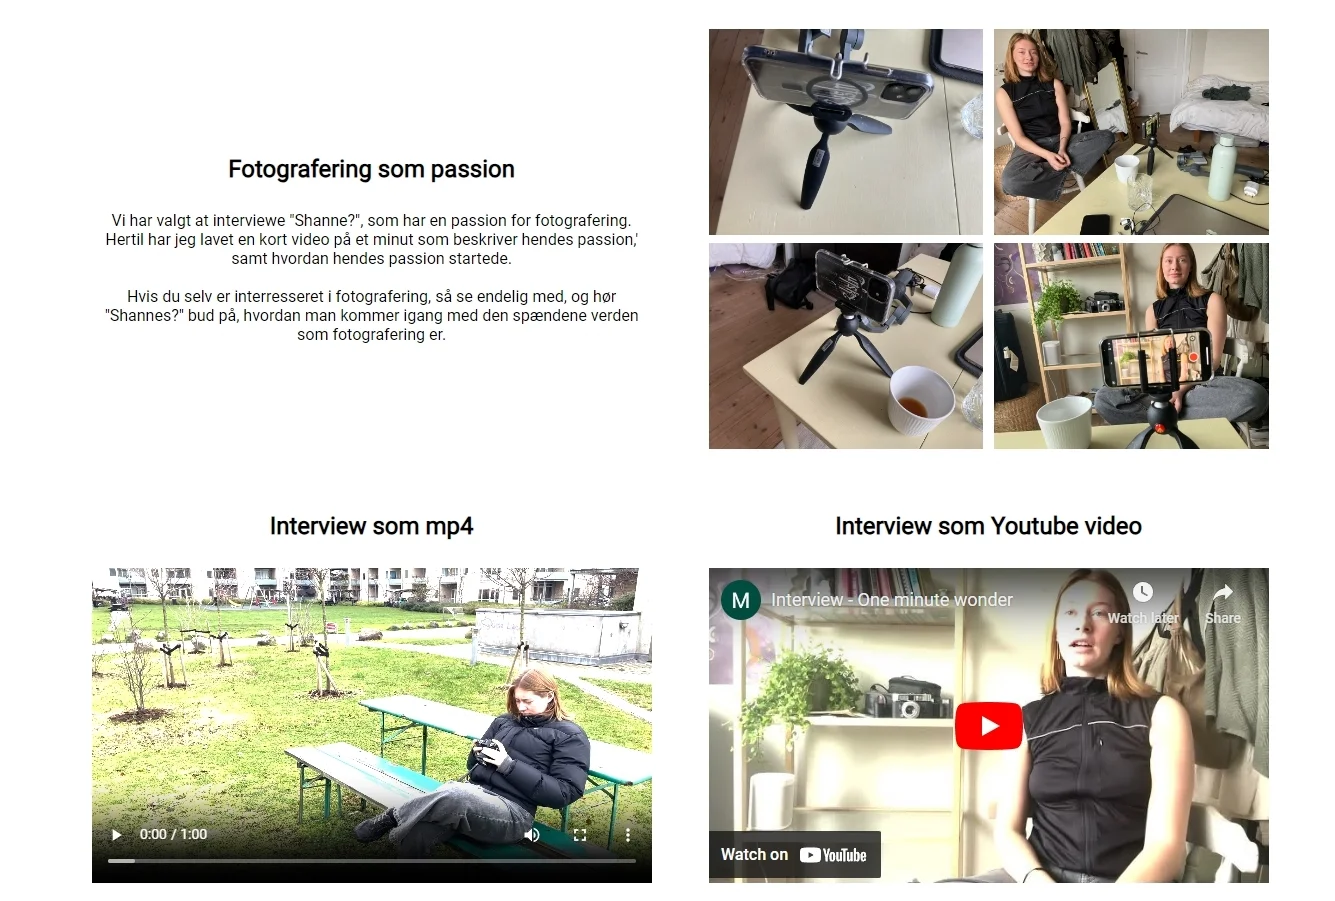 Fotografering som passion
Vi har valgt at interviewe "Shanne?", som har en passion for fotografering.
Hertil har jeg lavet en kort video på et minut som beskriver hendes passion,'
samt hvordan hendes passion startede.
Hvis du selv er interresseret i fotografering, så se endelig med, og hør
"Shannes?" bud på, hvordan man kommer igang med den spændene verden
som fotografering er.
Interview som mp4
0:00 / 1:00
Interview som Youtube video
M
Interview - One minute wonder
Watch later
Share
Watch on YouTube